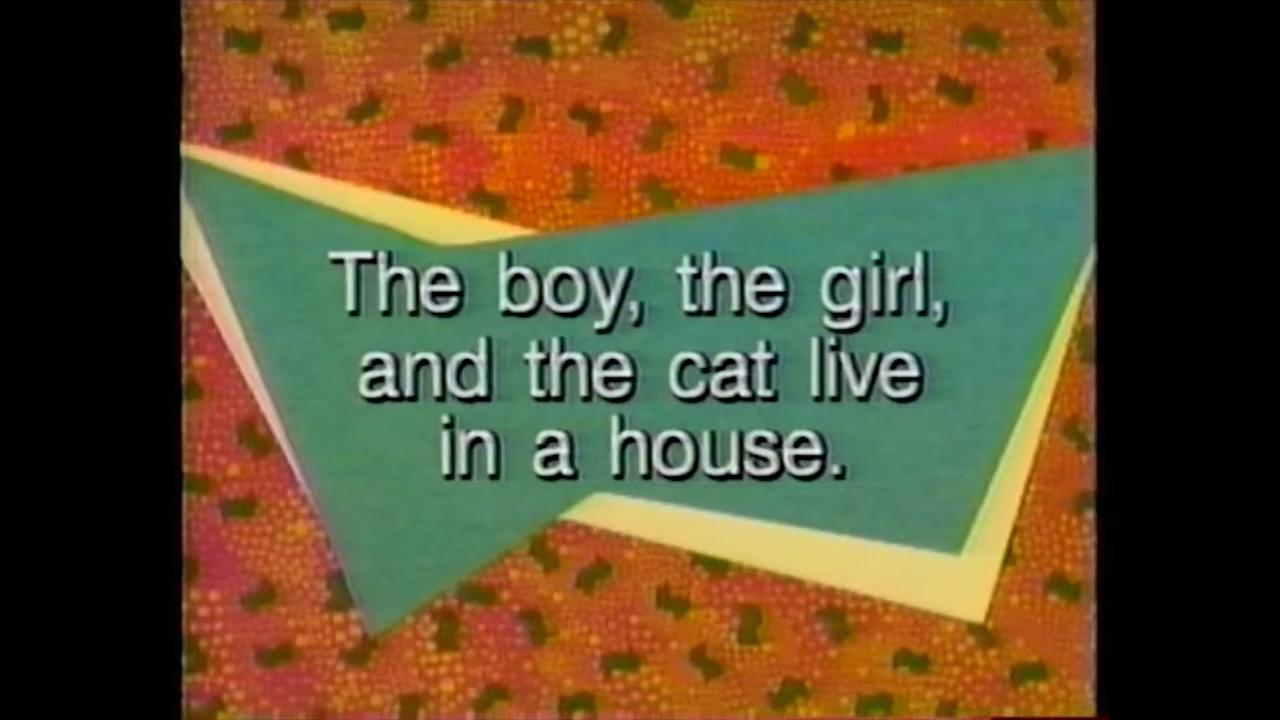 The boy, the girl,
and the cat live
in a house.